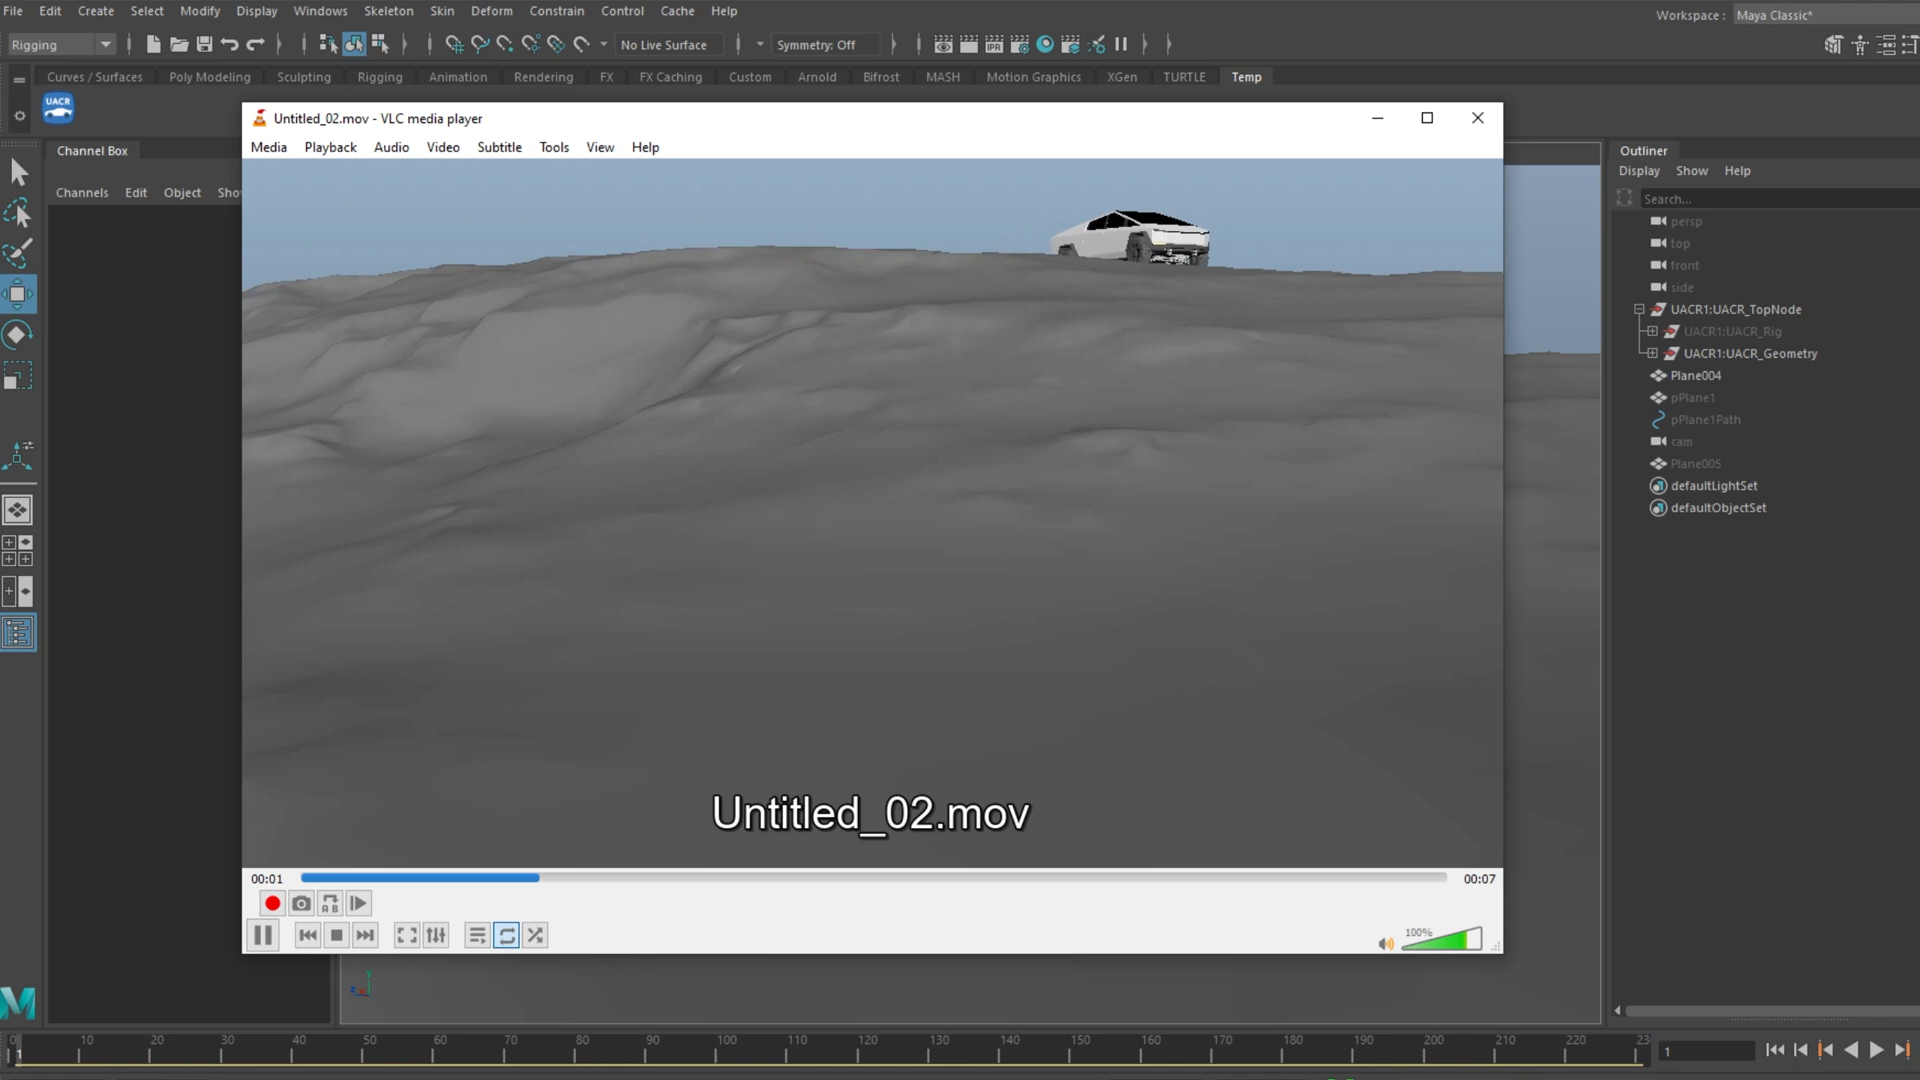 File Edit Create Select Modify Display Windows Skeleton Skin Deform Constrain Control Cache Help
Workspace : Maya Classic*
Rigging
No Live Surface
Symmetry: Off
IPR
Curves / Surfaces Poly Modeling Sculpting Rigging Animation Rendering FX FX Caching Custom Arnold Bifrost MASH Motion Graphics XGen TURTLE Temp
UACR
Channel Box
Channels Edit Object
Untitled_02.mov - VLC media player
Media Playback Audio Video Subtitle Tools View Help
Untitled_02.mov
00:01
00:07
A B
100%
Outliner
Display Show Help
Search...
persp
top
front
side
UACR1:UACR_TopNode
UACR1:UACR_Rig
UACR1:UACR_Geometry
Plane004
pPlane1
pPlane1Path
cam
Plane005
defaultLightSet
defaultObjectSet
y
z x
M
0 10 20 30 40 50 60 70 80 90 100 110 120 130 140 150 160 170 180 190 200 210 220 23
1
1